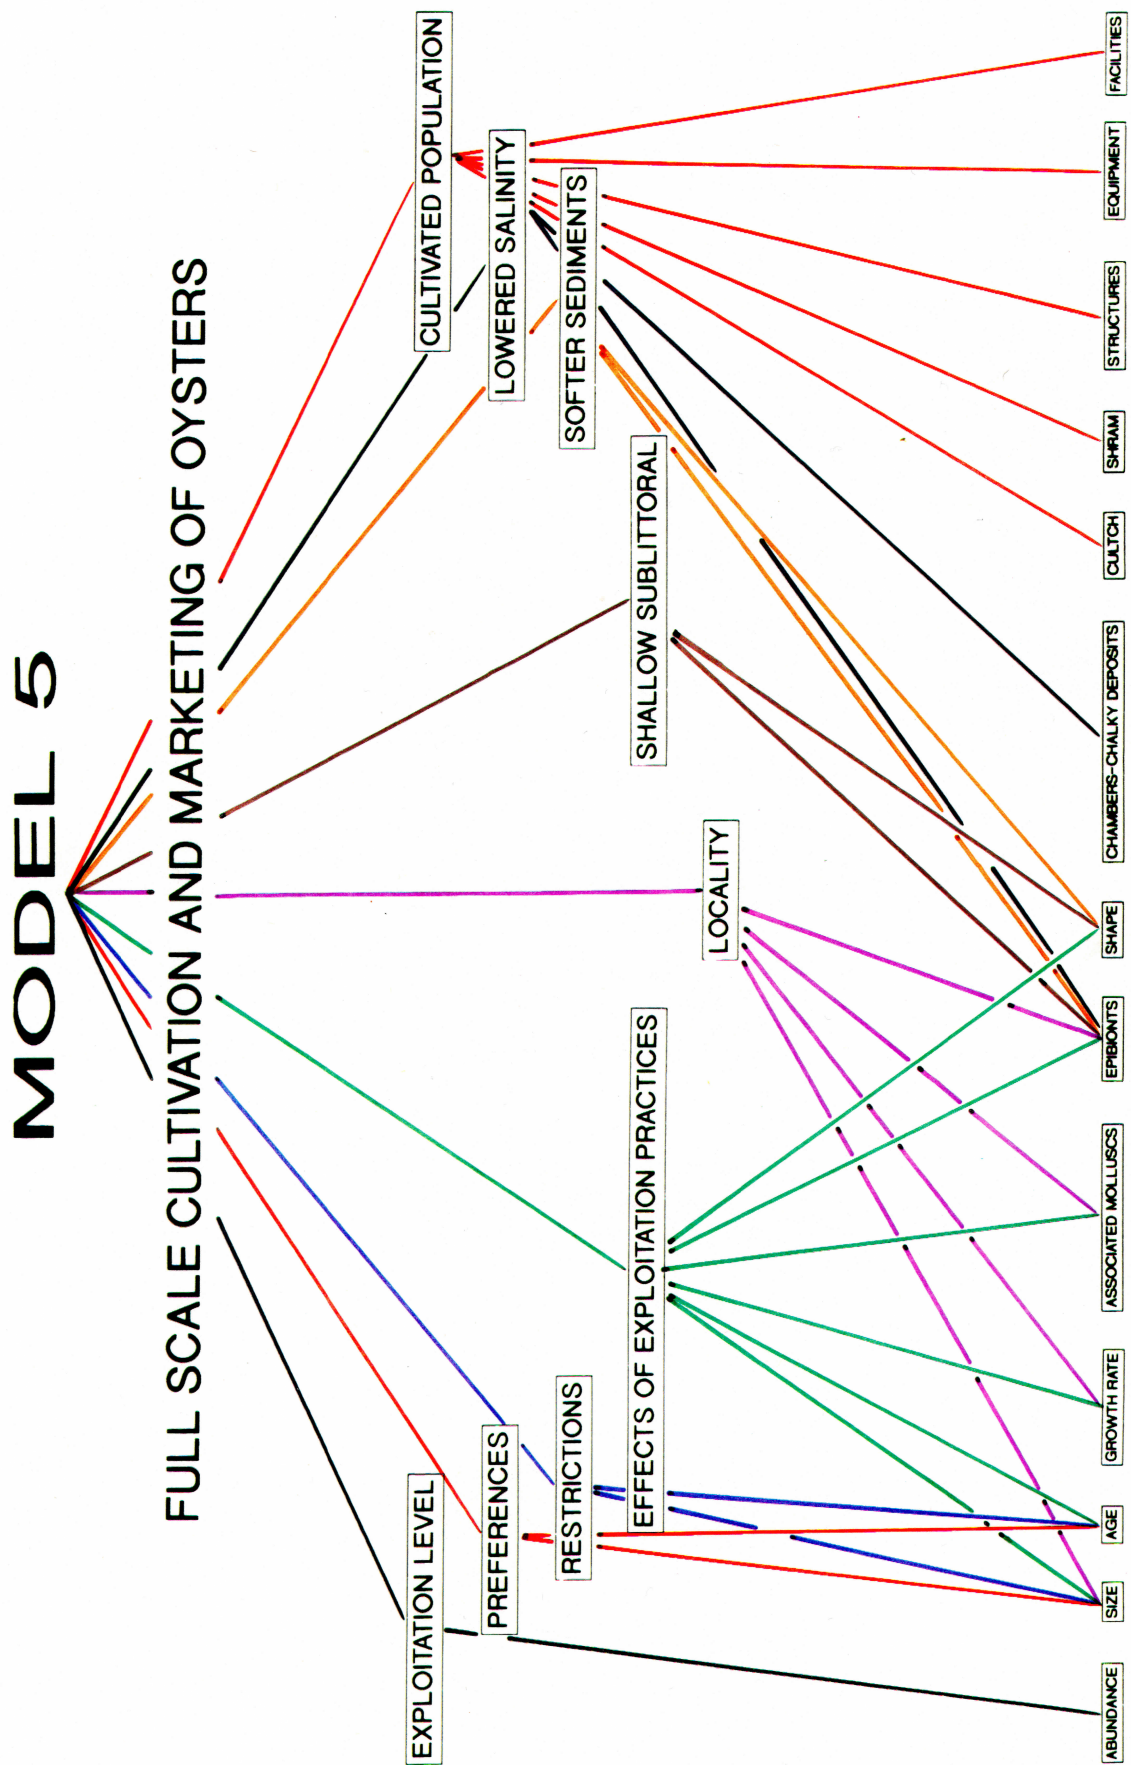 MODEL 5
FULL SCALE CULTIVATION AND MARKETING OF OYSTERS
EXPLOITATION LEVEL
CULTIVATED POPULATION
PREFERENCES
LOWERED SALINITY
RESTRICTIONS
SOFTER SEDIMENTS
EFFECTS OF EXPLOITATION PRACTICES
SHALLOW SUBLITTORAL
LOCALITY
ABUNDANCE
SIZE
AGE
GROWTH RATE
ASSOCIATED MOLLUSCS
EPIBIONTS
SHAPE
CHAMBERS-CHALKY DEPOSITS
CULTCH
SHRAM
STRUCTURES
EQUIPMENT
FACILITIES